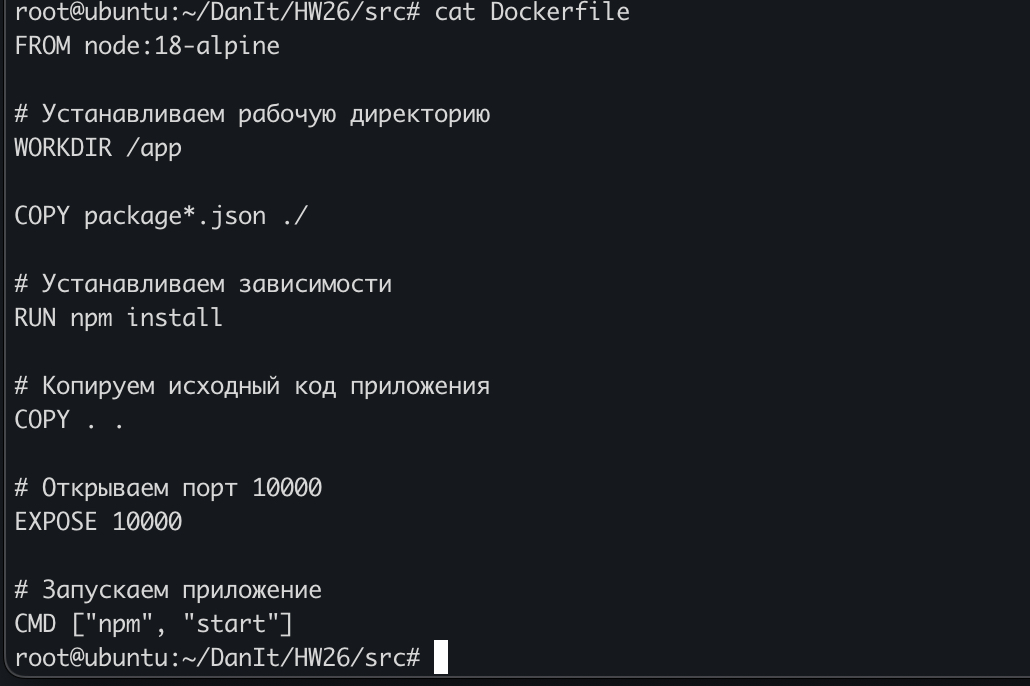 root@ubuntu:~/DanIt/HW26/src# cat Dockerfile
FROM node:18-alpine
# Устанавливаем рабочую директорию
WORKDIR /app
COPY package*.json ./
# Устанавливаем зависимости
RUN npm install
# Копируем исходный код приложения
COPY . .
# Открываем порт 10000
EXPOSE 10000
# Запускаем приложение
CMD ["npm", "start"]
root@ubuntu:~/DanIt/HW26/src#